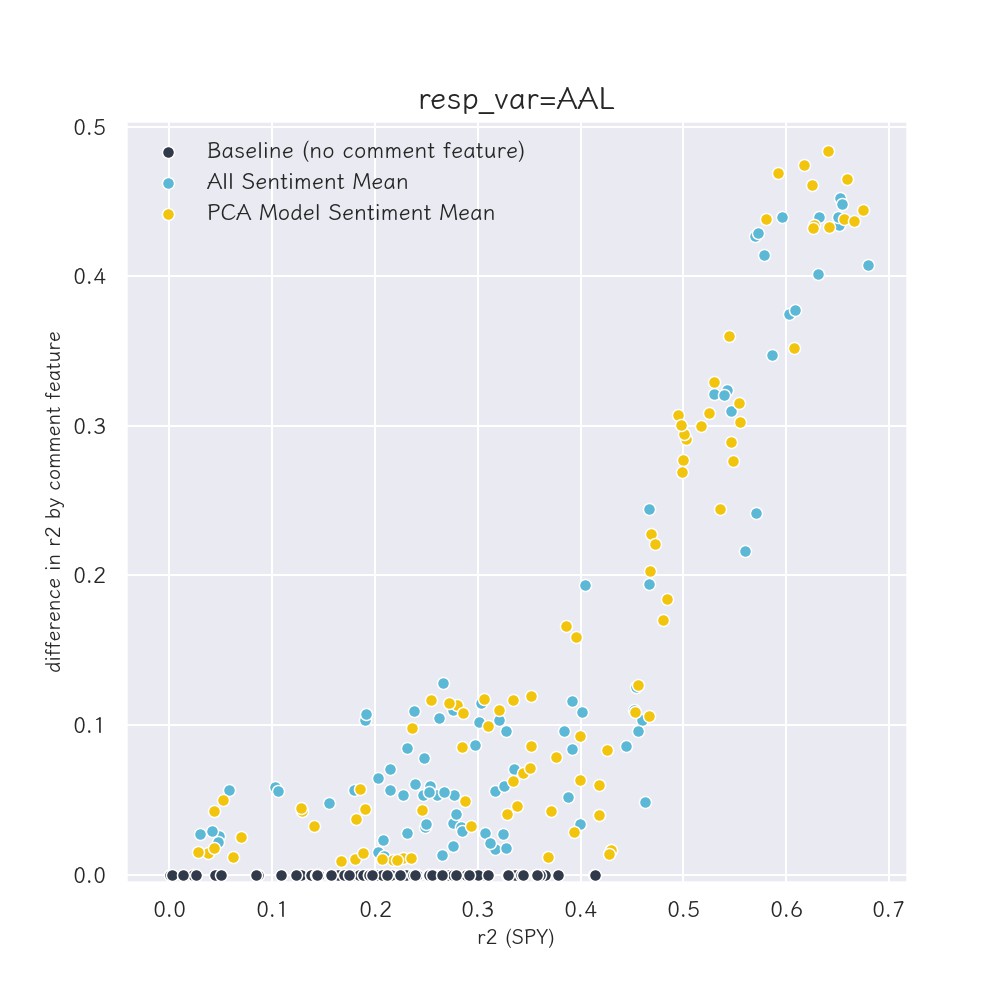 resp_var=AAL
Baseline (no comment feature)
All Sentiment Mean
PCA Model Sentiment Mean
difference in r2 by comment feature
0.5
0.4
0.3
0.2
0.1
0.0
0.0 0.1 0.2 0.3 0.4 0.5 0.6 0.7
r2 (SPY)